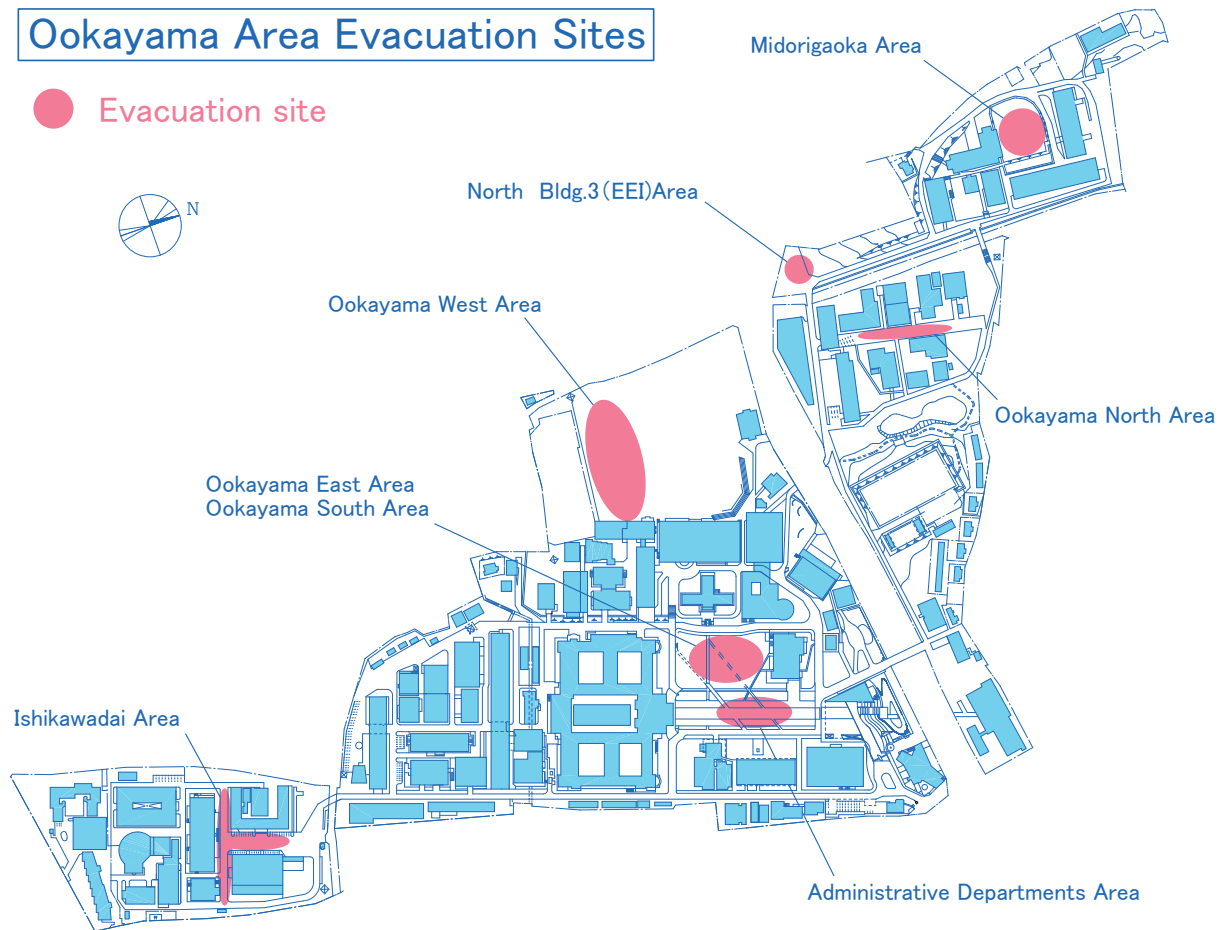 Ookayama Area Evacuation Sites
Evacuation site
Midorigaoka Area
North Bldg.3(EEI)Area
N
Ookayama West Area
Ookayama North Area
Ookayama East Area
Ookayama South Area
Ishikawadai Area
Administrative Departments Area